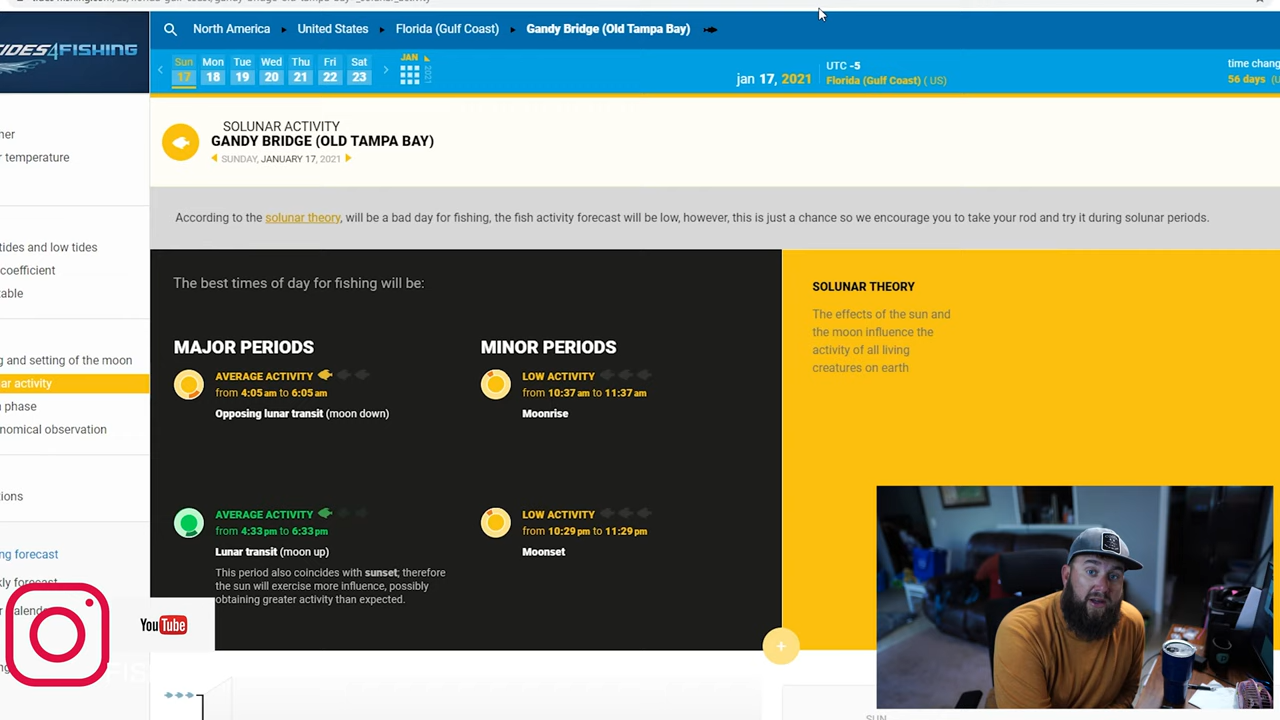 TIDES4FISHING
North America
United States
Florida (Gulf Coast)
Gandy Bridge (Old Tampa Bay)
Sun Mon Tue Wed Thu Fri Sat
17 18 19 20 21 22 23
JAN
2021
jan 17, 2021
UTC -5
Florida (Gulf Coast) ( US)
time chang
56 days (U
SOLUNAR ACTIVITY
GANDY BRIDGE (OLD TAMPA BAY)
SUNDAY, JANUARY 17, 2021
According to the solunar theory, will be a bad day for fishing, the fish activity forecast will be low, however, this is just a chance so we encourage you to take your rod and try it during solunar periods.
ner
r temperature
tides and low tides
coefficient
table
g and setting of the moon
ar activity
phase
nomical observation
tions
ng forecast
kly forecast
r calend
The best times of day for fishing will be:
MAJOR PERIODS
AVERAGE ACTIVITY
from 4:05 am to 6:05 am
Opposing lunar transit (moon down)
AVERAGE ACTIVITY
from 4:33 pm to 6:33 pm
Lunar transit (moon up)
This period also coincides with sunset; therefore
the sun will exercise more influence, possibly
obtaining greater activity than expected.
MINOR PERIODS
LOW ACTIVITY
from 10:37 am to 11:37 am
Moonrise
LOW ACTIVITY
from 10:29 pm to 11:29 pm
Moonset
SOLUNAR THEORY
The effects of the sun and
the moon influence the
activity of all living
creatures on earth
+
YouTube
FIS
SUN